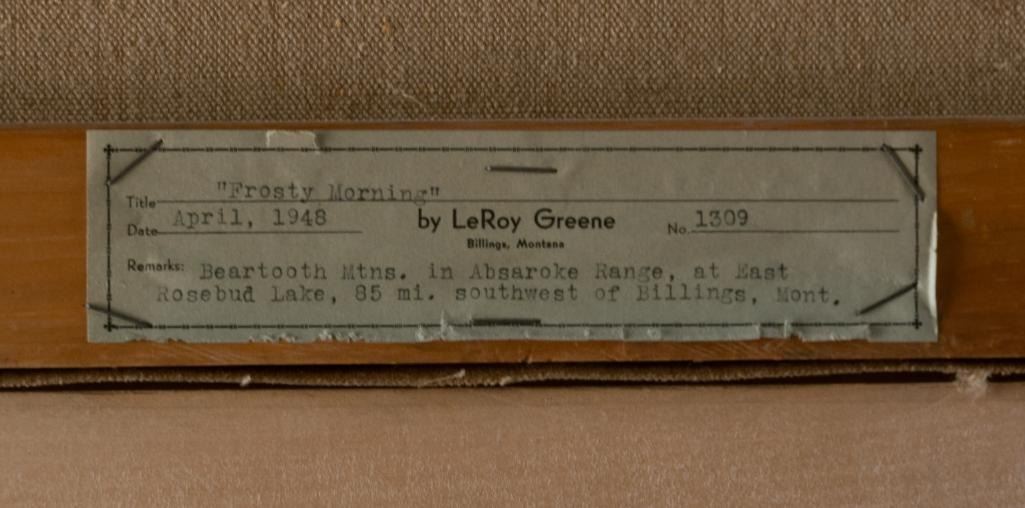 Title "Frosty Morning"
Date April, 1948 by LeRoy Greene No. 1309
Billings, Montana
Remarks: Beartooth Mtns. in Absaroke Range, at East
Rosebud Lake, 85 mi. southwest of Billings, Mont.